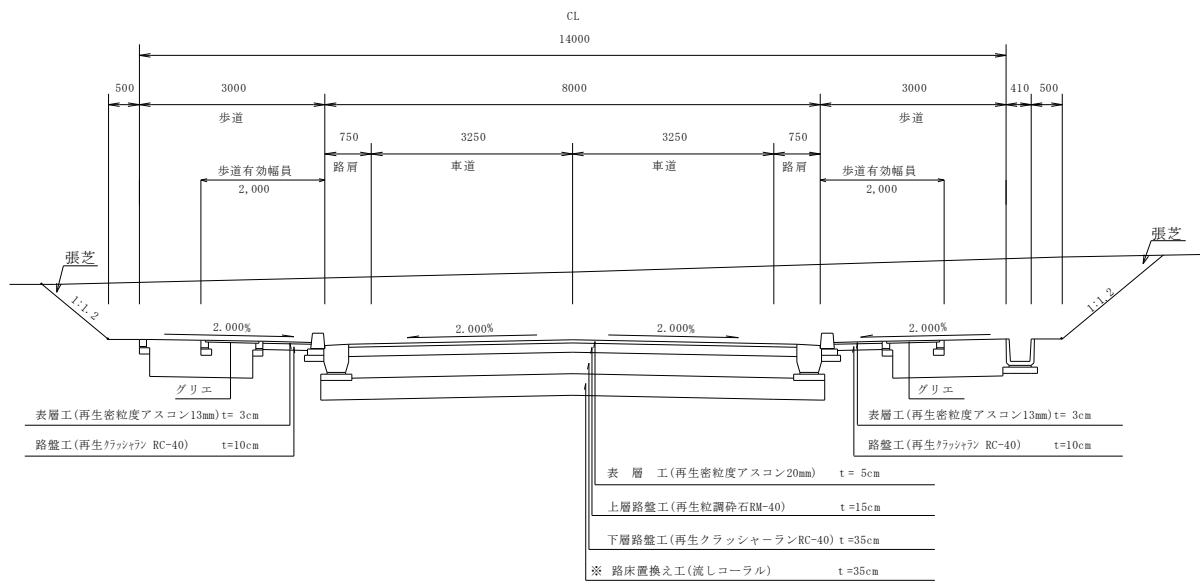 CL
14000
500 3000 8000 3000 410 500
歩道 歩道
750 3250 3250 750
路肩 車道 車道 路肩
歩道有効幅員 歩道有効幅員
2,000 2,000
張芝 張芝
1:1.2 1:1.2
2.000% 2.000% 2.000% 2.000%
グリエ グリエ
表層工(再生密粒度アスコン13mm) t= 3cm 表層工(再生密粒度アスコン13mm) t= 3cm
路盤工(再生クラッシャラン RC-40) t=10cm 路盤工(再生クラッシャラン RC-40) t=10cm
表 層 工(再生密粒度アスコン20mm) t = 5cm
上層路盤工(再生粒調砕石RM-40) t =15cm
下層路盤工(再生クラッシャーランRC-40) t =35cm
※ 路床置換え工(流しコーラル) t =35cm